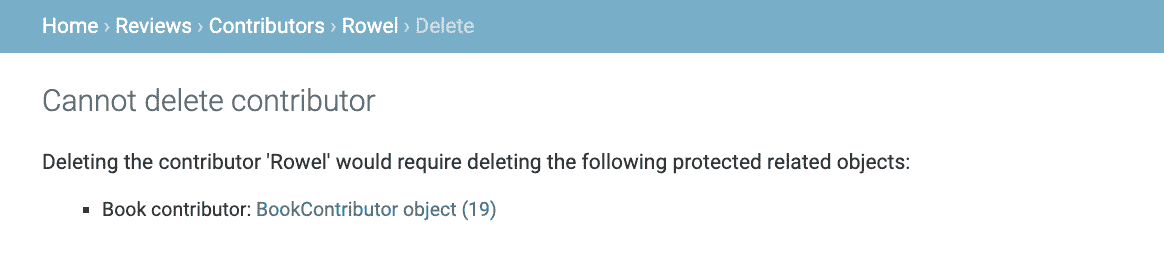 Home › Reviews › Contributors › Rowel › Delete
Cannot delete contributor
Deleting the contributor 'Rowel' would require deleting the following protected related objects:
▪ Book contributor: BookContributor object (19)